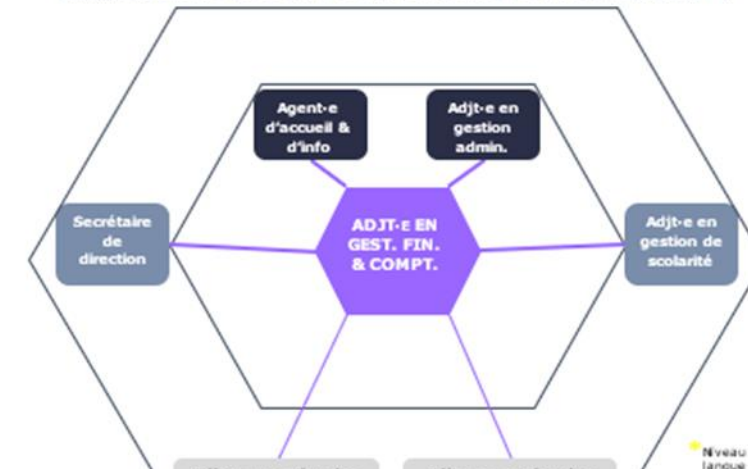 Agent·e
d'accueil &
d'info
Adjt·e en
gestion
admin.
Secrétaire
de
direction
ADJT·E EN
GEST. FIN.
& COMPT.
Adjt·e en
gestion de
scolarité
Niveau
langue